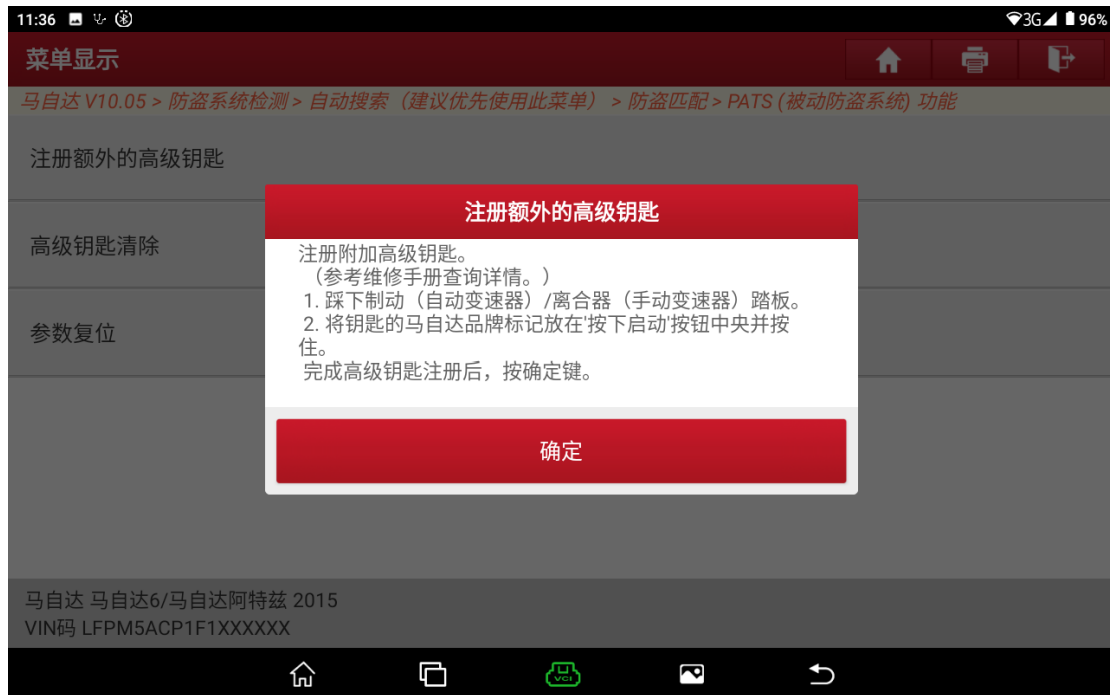 11:36
3G 96%
菜单显示
马自达 V10.05 > 防盗系统检测 > 自动搜索（建议优先使用此菜单） > 防盗匹配 > PATS (被动防盗系统) 功能
注册额外的高级钥匙
高级钥匙清除
参数复位
注册额外的高级钥匙
注册附加高级钥匙。
（参考维修手册查询详情。）
1. 踩下制动（自动变速器）/离合器（手动变速器）踏板。
2. 将钥匙的马自达品牌标记放在'按下启动'按钮中央并按
住。
完成高级钥匙注册后，按确定键。
确定
马自达 马自达6/马自达阿特兹 2015
VIN码 LFPM5ACP1F1XXXXXX
VCI